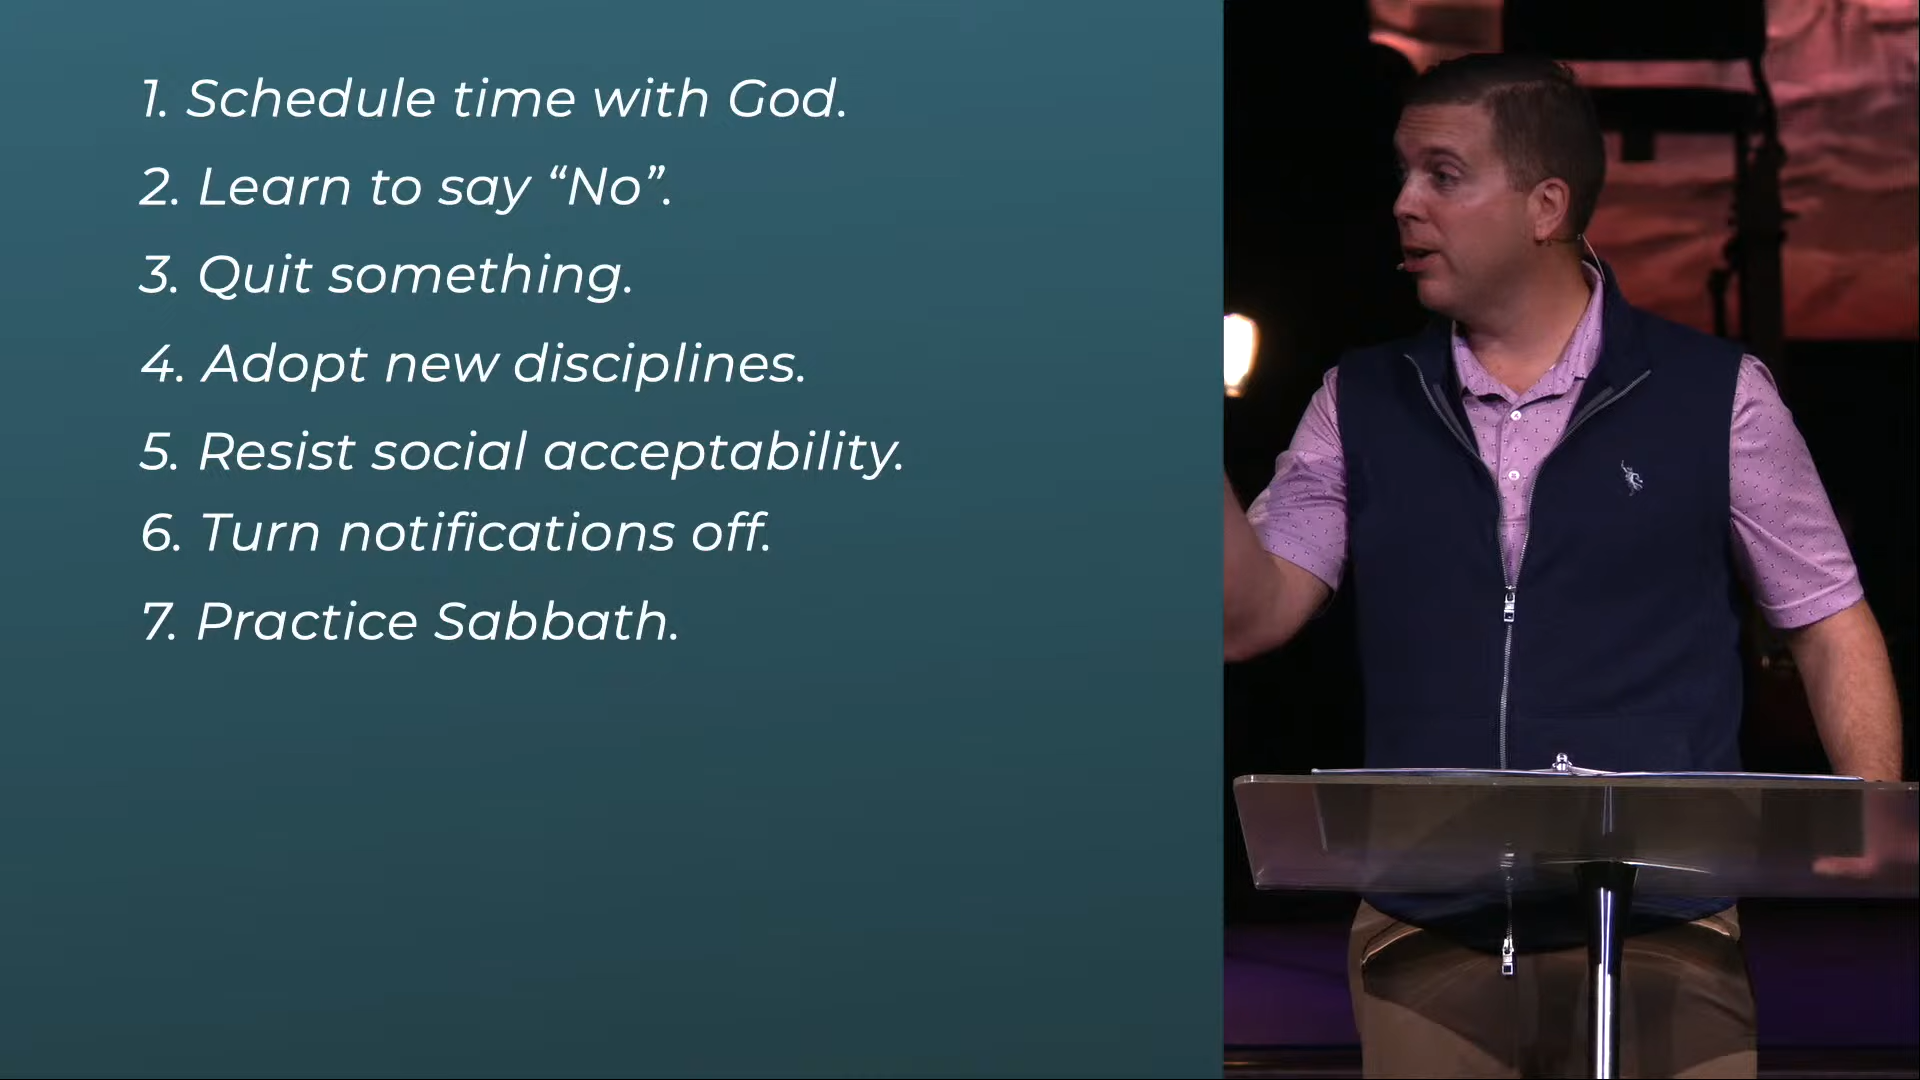 1. Schedule time with God.
2. Learn to say “No”.
3. Quit something.
4. Adopt new disciplines.
5. Resist social acceptability.
6. Turn notifications off.
7. Practice Sabbath.